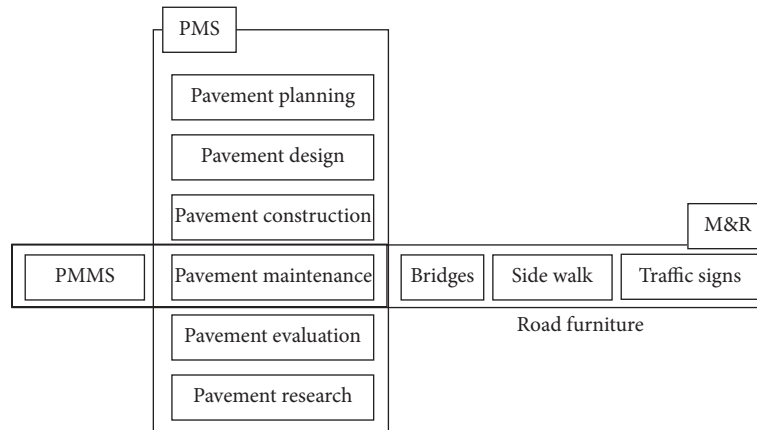 PMS
Pavement planning
Pavement design
Pavement construction
M&R
PMMS
Pavement maintenance
Bridges
Side walk
Traffic signs
Road furniture
Pavement evaluation
Pavement research